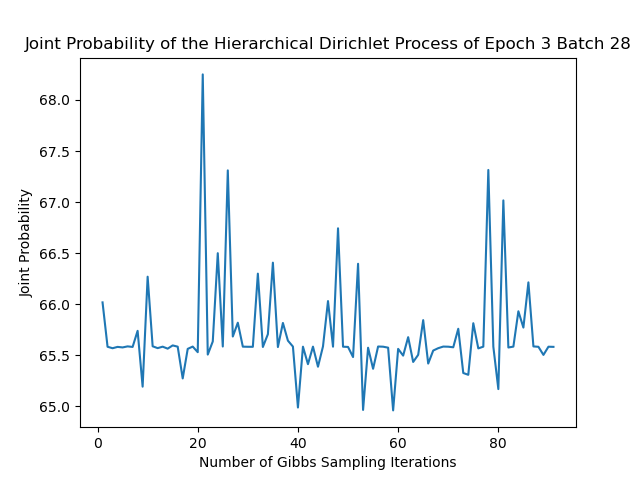 Joint Probability of the Hierarchical Dirichlet Process of Epoch 3 Batch 28
68.0
67.5
67.0
66.5
66.0
65.5
65.0
Joint Probability
0 20 40 60 80
Number of Gibbs Sampling Iterations